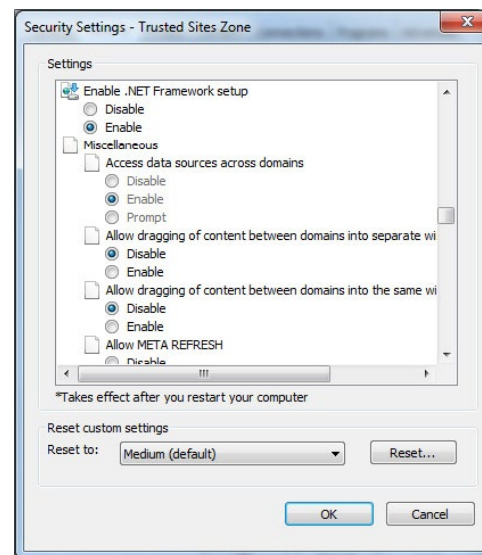 Security Settings - Trusted Sites Zone
Settings
Enable .NET Framework setup
Disable
Enable
Miscellaneous
Access data sources across domains
Disable
Enable
Prompt
Allow dragging of content between domains into separate wi
Disable
Enable
Allow dragging of content between domains into the same wi
Disable
Enable
Allow META REFRESH
Disable
*Takes effect after you restart your computer
Reset custom settings
Reset to:
Medium (default)
Reset...
OK
Cancel